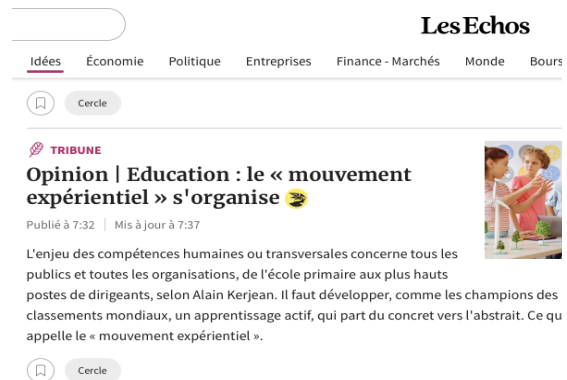 Les Echos
Idées Économie Politique Entreprises Finance - Marchés Monde
Cercle
TRIBUNE
Opinion | Education : le « mouvement
expérientiel » s'organise
Publié à 7:32 | Mis à jour à 7:37
L'enjeu des compétences humaines ou transversales concerne tous les
publics et toutes les organisations, de l'école primaire aux plus hauts
postes de dirigeants, selon Alain Kerjean. Il faut développer, comme les champions des
classements mondiaux, un apprentissage actif, qui part du concret vers l'abstrait. Ce
appelle le « mouvement expérientiel ».
Cercle